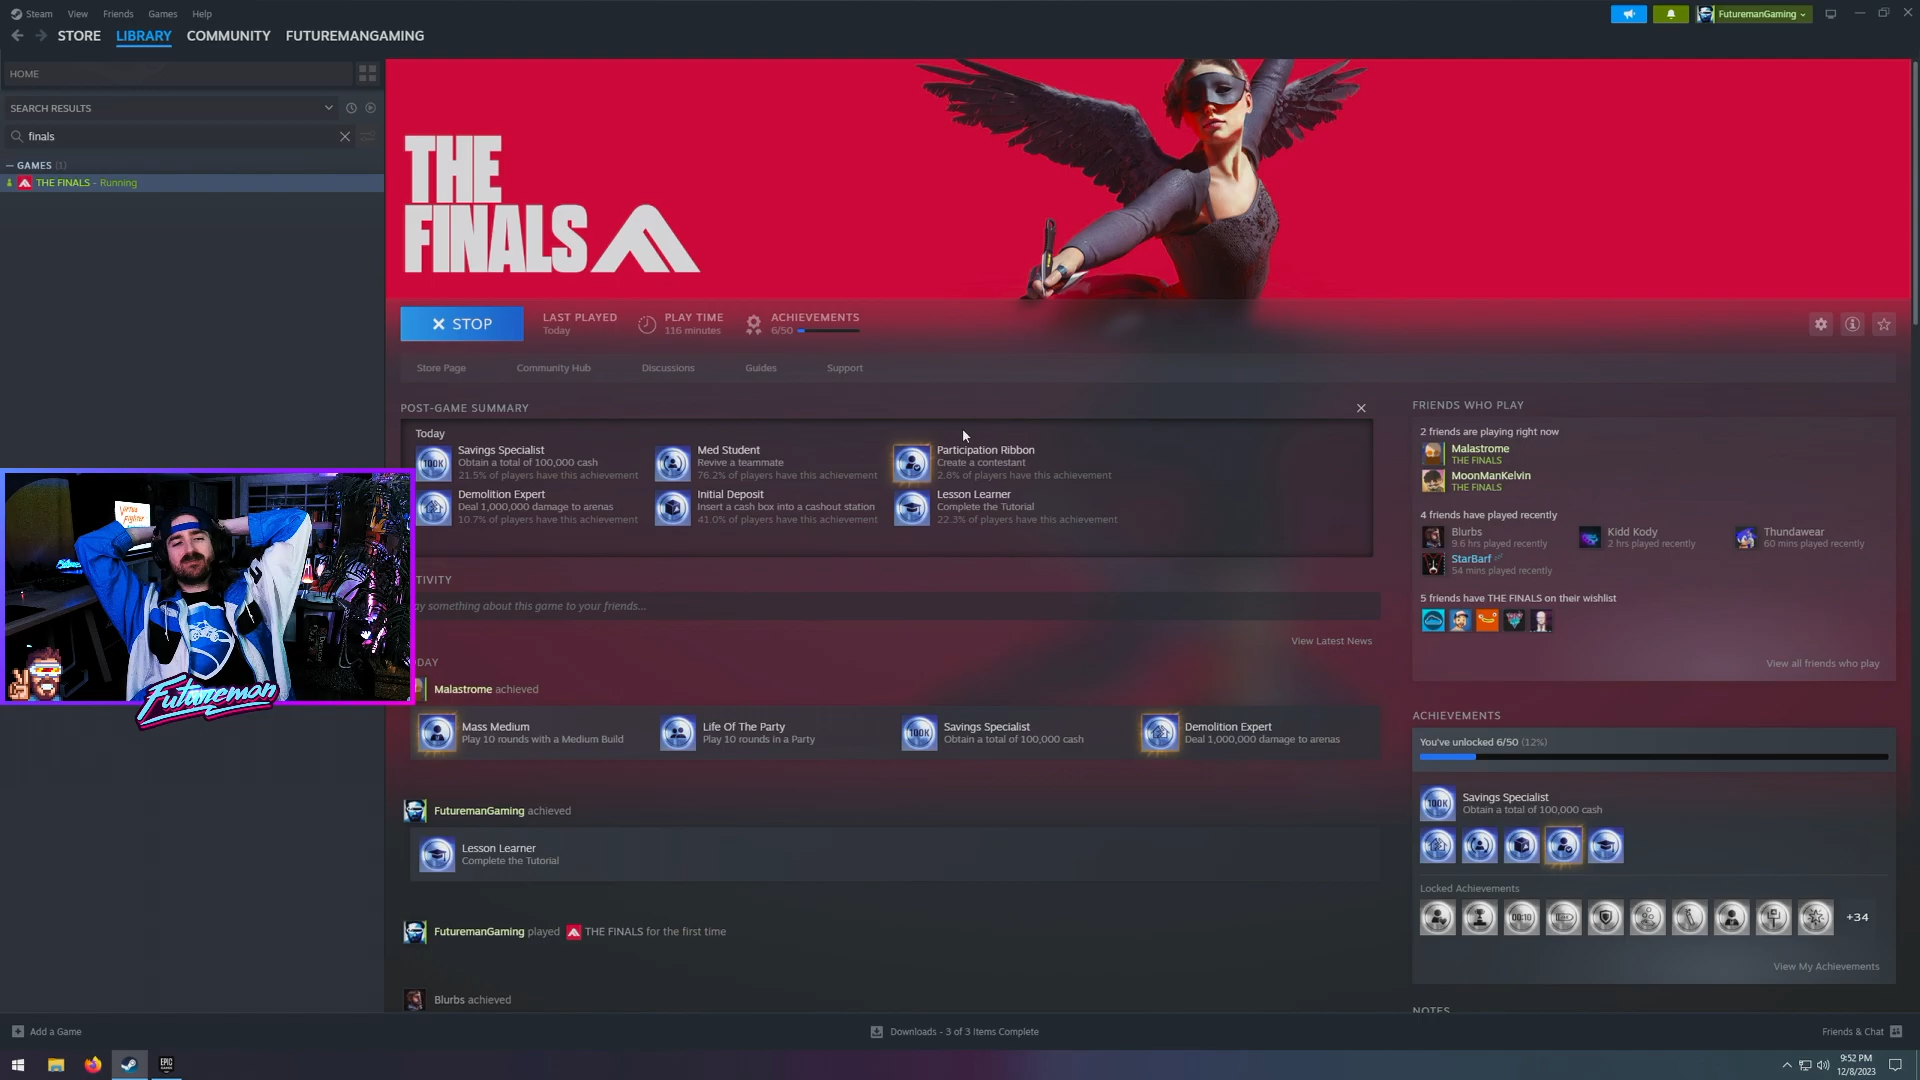 Steam View Friends Games Help
FuturemanGaming
STORE LIBRARY COMMUNITY FUTUREMANGAMING
HOME
SEARCH RESULTS
finals
— GAMES (1)
THE FINALS - Running
THE
FINALS
STOP
LAST PLAYED
Today
PLAY TIME
116 minutes
ACHIEVEMENTS
6/50
Store Page Community Hub Discussions Guides Support
POST-GAME SUMMARY
Today
100K
Savings Specialist
Obtain a total of 100,000 cash
21.5% of players have this achievement
Med Student
Revive a teammate
76.2% of players have this achievement
Participation Ribbon
Create a contestant
2.8% of players have this achievement
Demolition Expert
Deal 1,000,000 damage to arenas
10.7% of players have this achievement
Initial Deposit
Insert a cash box into a cashout station
41.0% of players have this achievement
Lesson Learner
Complete the Tutorial
22.3% of players have this achievement
TIVITY
ay something about this game to your friends...
View Latest News
ODAY
Malastrome achieved
Mass Medium
Play 10 rounds with a Medium Build
Life Of The Party
Play 10 rounds in a Party
100K
Savings Specialist
Obtain a total of 100,000 cash
Demolition Expert
Deal 1,000,000 damage to arenas
FuturemanGaming achieved
Lesson Learner
Complete the Tutorial
FuturemanGaming played THE FINALS for the first time
Blurbs achieved
FRIENDS WHO PLAY
2 friends are playing right now
Malastrome
THE FINALS
MoonManKelvin
THE FINALS
4 friends have played recently
Blurbs
9.6 hrs played recently
Kidd Kody
2 hrs played recently
Thundawear
60 mins played recently
StarBarf
54 mins played recently
5 friends have THE FINALS on their wishlist
View all friends who play
ACHIEVEMENTS
You've unlocked 6/50 (12%)
100K
Savings Specialist
Obtain a total of 100,000 cash
Locked Achievements
00:10
+34
View My Achievements
NOTES
Futureman
Add a Game
Downloads - 3 of 3 Items Complete
Friends & Chat
EPIC
9:52 PM
12/8/2023